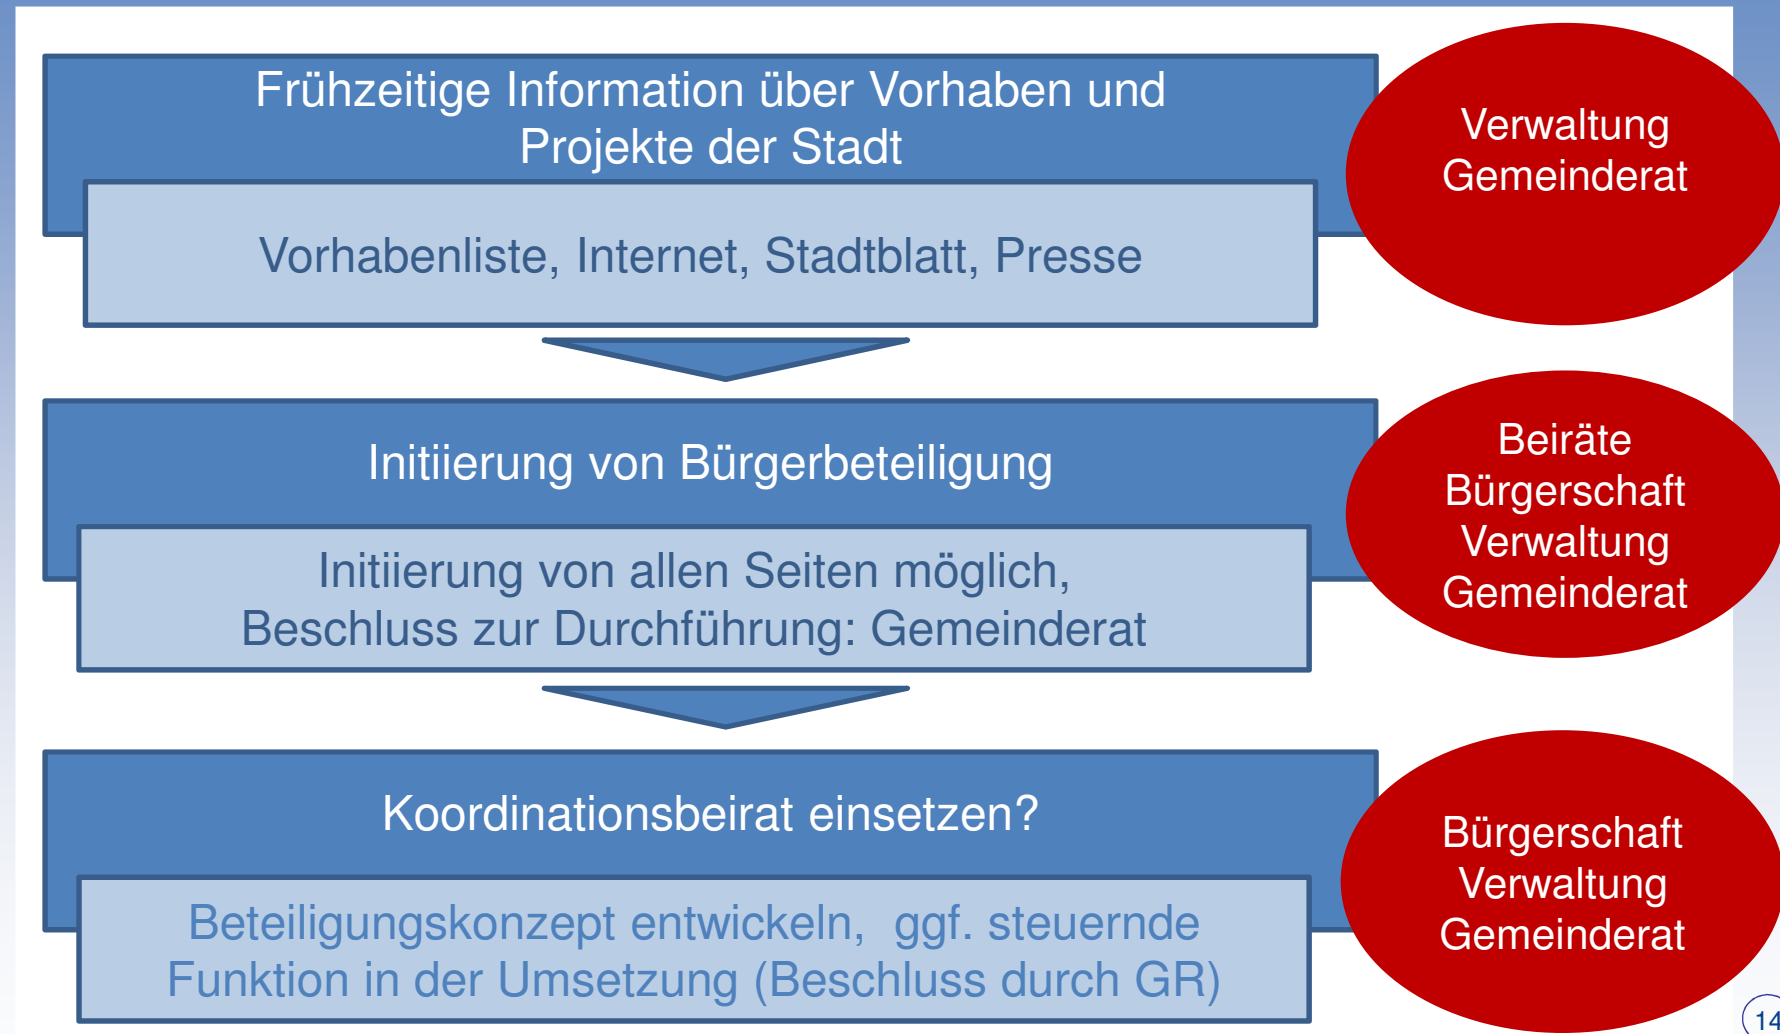 Frühzeitige Information über Vorhaben und
Projekte der Stadt
Vorhabenliste, Internet, Stadtblatt, Presse
Verwaltung
Gemeinderat
Initiierung von Bürgerbeteiligung
Initiierung von allen Seiten möglich,
Beschluss zur Durchführung: Gemeinderat
Beiräte
Bürgerschaft
Verwaltung
Gemeinderat
Koordinationsbeirat einsetzen?
Beteiligungskonzept entwickeln, ggf. steuernde
Funktion in der Umsetzung (Beschluss durch GR)
Bürgerschaft
Verwaltung
Gemeinderat
14